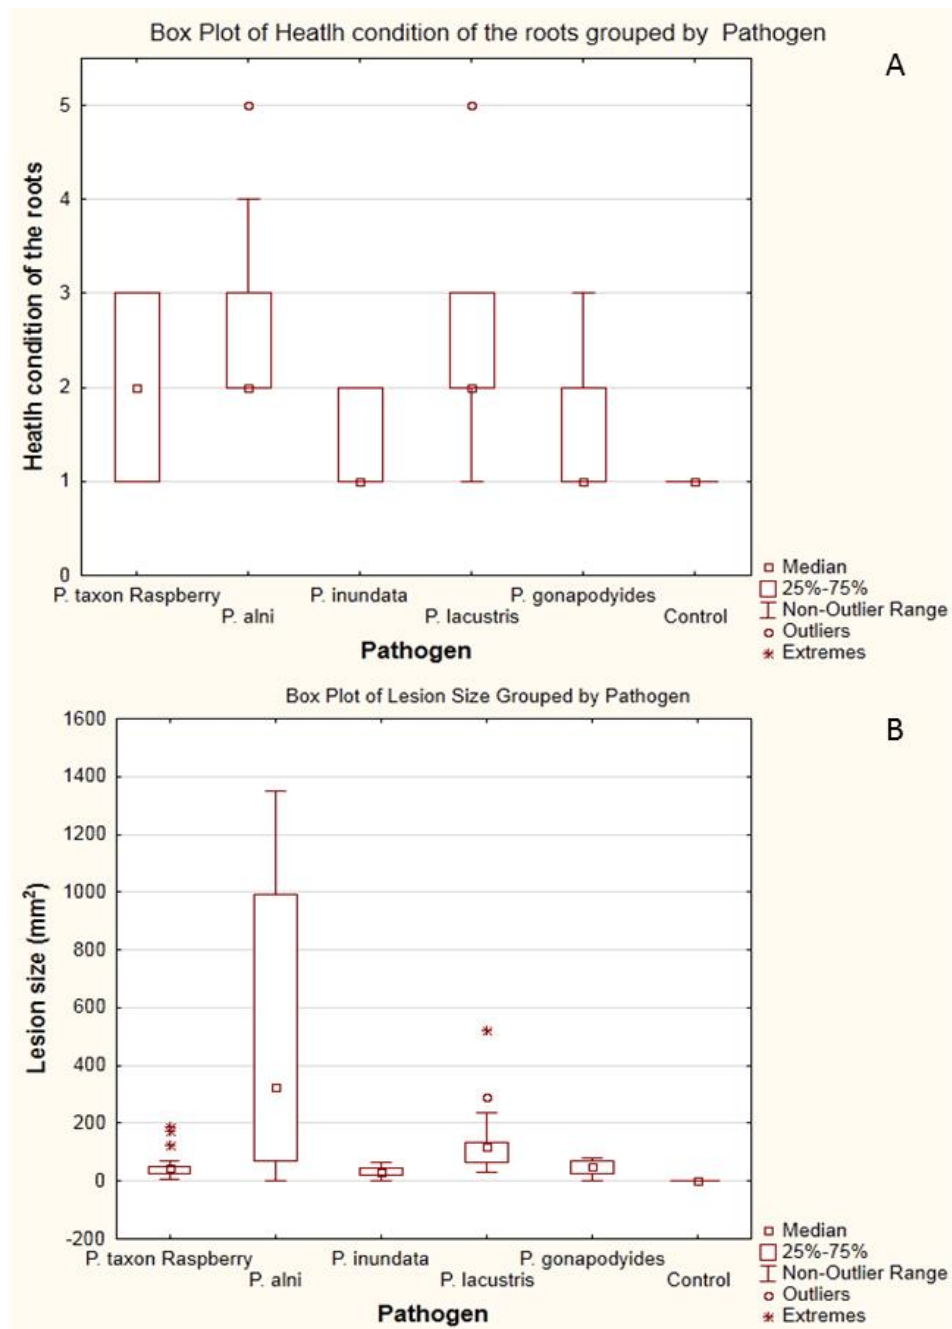 Box Plot of Heatlh condition of the roots grouped by Pathogen
A
Heatlh condition of the roots
5
4
3
2
1
0
P. taxon Raspberry
P. alni
P. inundata
P. lacustris
P. gonapodyides
Control
Pathogen
Median
25%-75%
Non-Outlier Range
Outliers
Extremes
Box Plot of Lesion Size Grouped by Pathogen
B
Lesion size (mm²)
1600
1400
1200
1000
800
600
400
200
0
-200
P. taxon Raspberry
P. alni
P. inundata
P. lacustris
P. gonapodyides
Control
Pathogen
Median
25%-75%
Non-Outlier Range
Outliers
Extremes